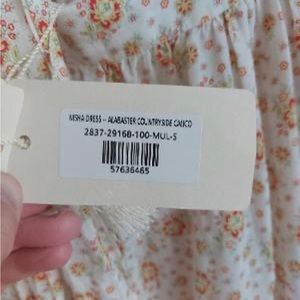 MISHA DRESS – ALABASTER COUNTRYSIDE CALICO
2837-29168-100-MUL-S
57636465